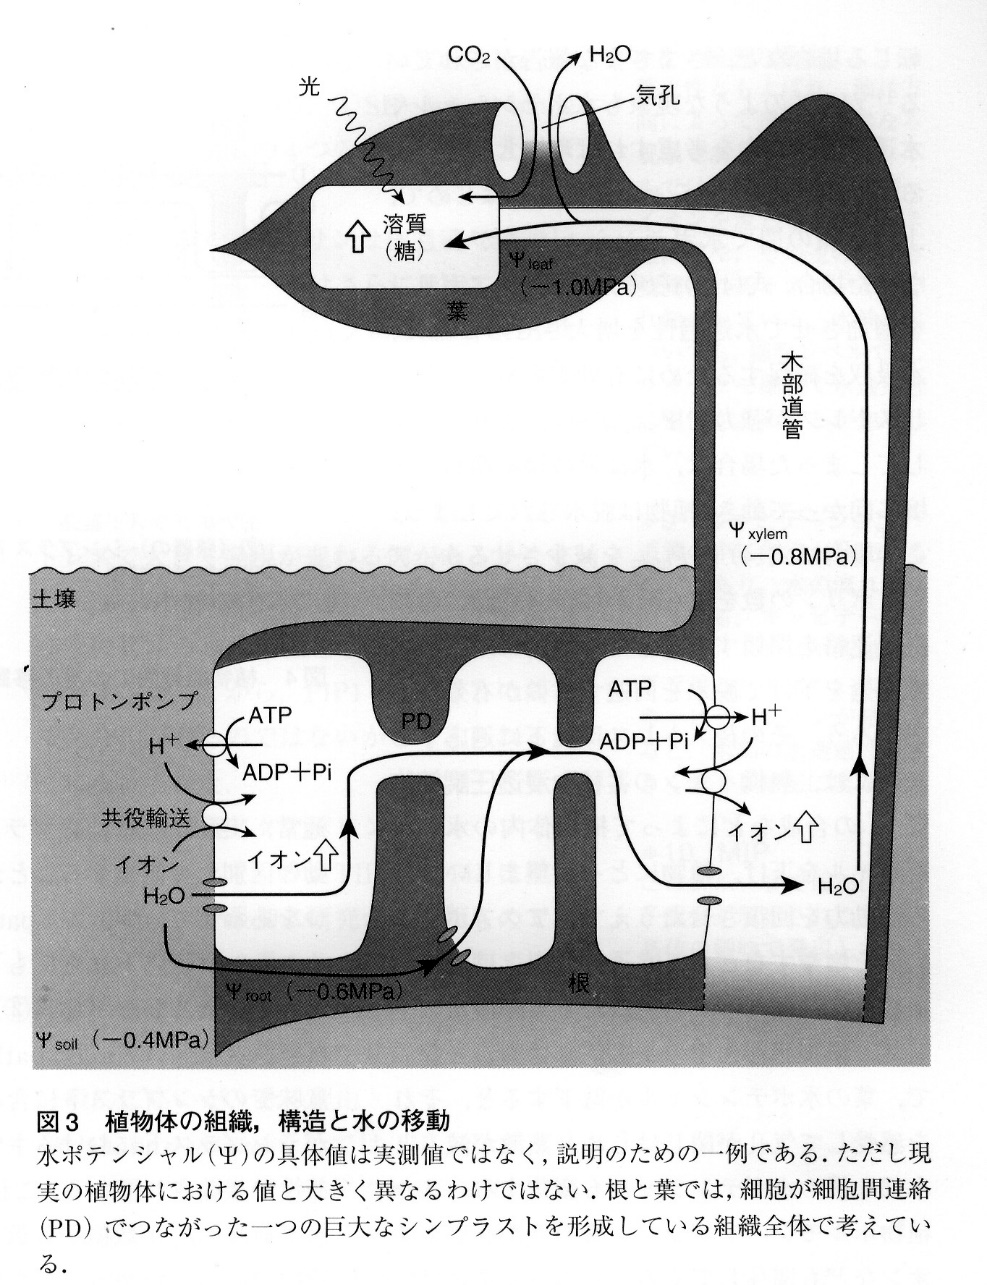 CO2
H2O
光
気孔
溶質
(糖)
Ψleaf
(−1.0MPa)
葉
木部道管
Ψxylem
(−0.8MPa)
土壌
プロトンポンプ
ATP
H+
ADP+Pi
PD
ATP
H+
ADP+Pi
共役輸送
イオン
イオン
イオン
H2O
H2O
Ψroot (−0.6MPa)
根
Ψsoil (−0.4MPa)
図3 植物体の組織，構造と水の移動
水ポテンシャル(Ψ)の具体値は実測値ではなく，説明のための一例である．ただし現
実の植物体における値と大きく異なるわけではない．根と葉では，細胞が細胞間連絡
(PD) でつながった一つの巨大なシンプラストを形成している組織全体で考えてい
る．